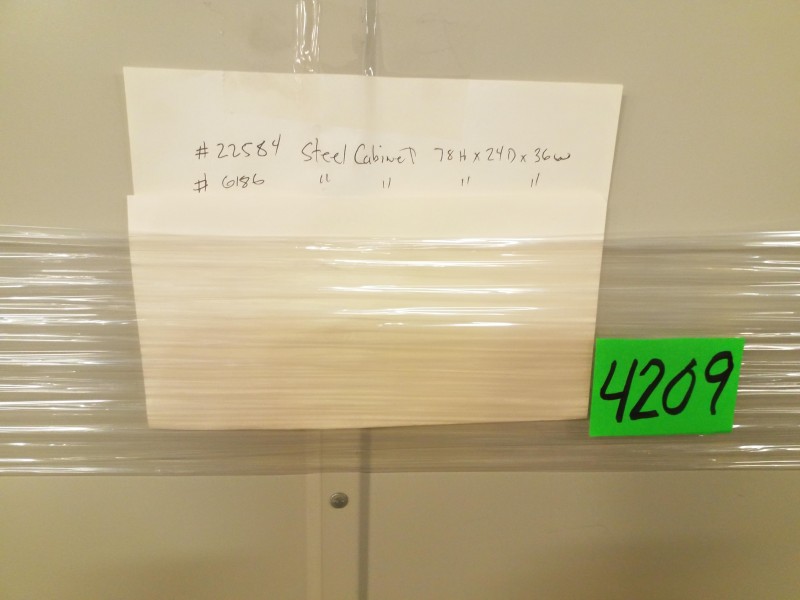 #22584 Steel Cabinet 78H x 24D x 36W
# 6186 " " " "
4209